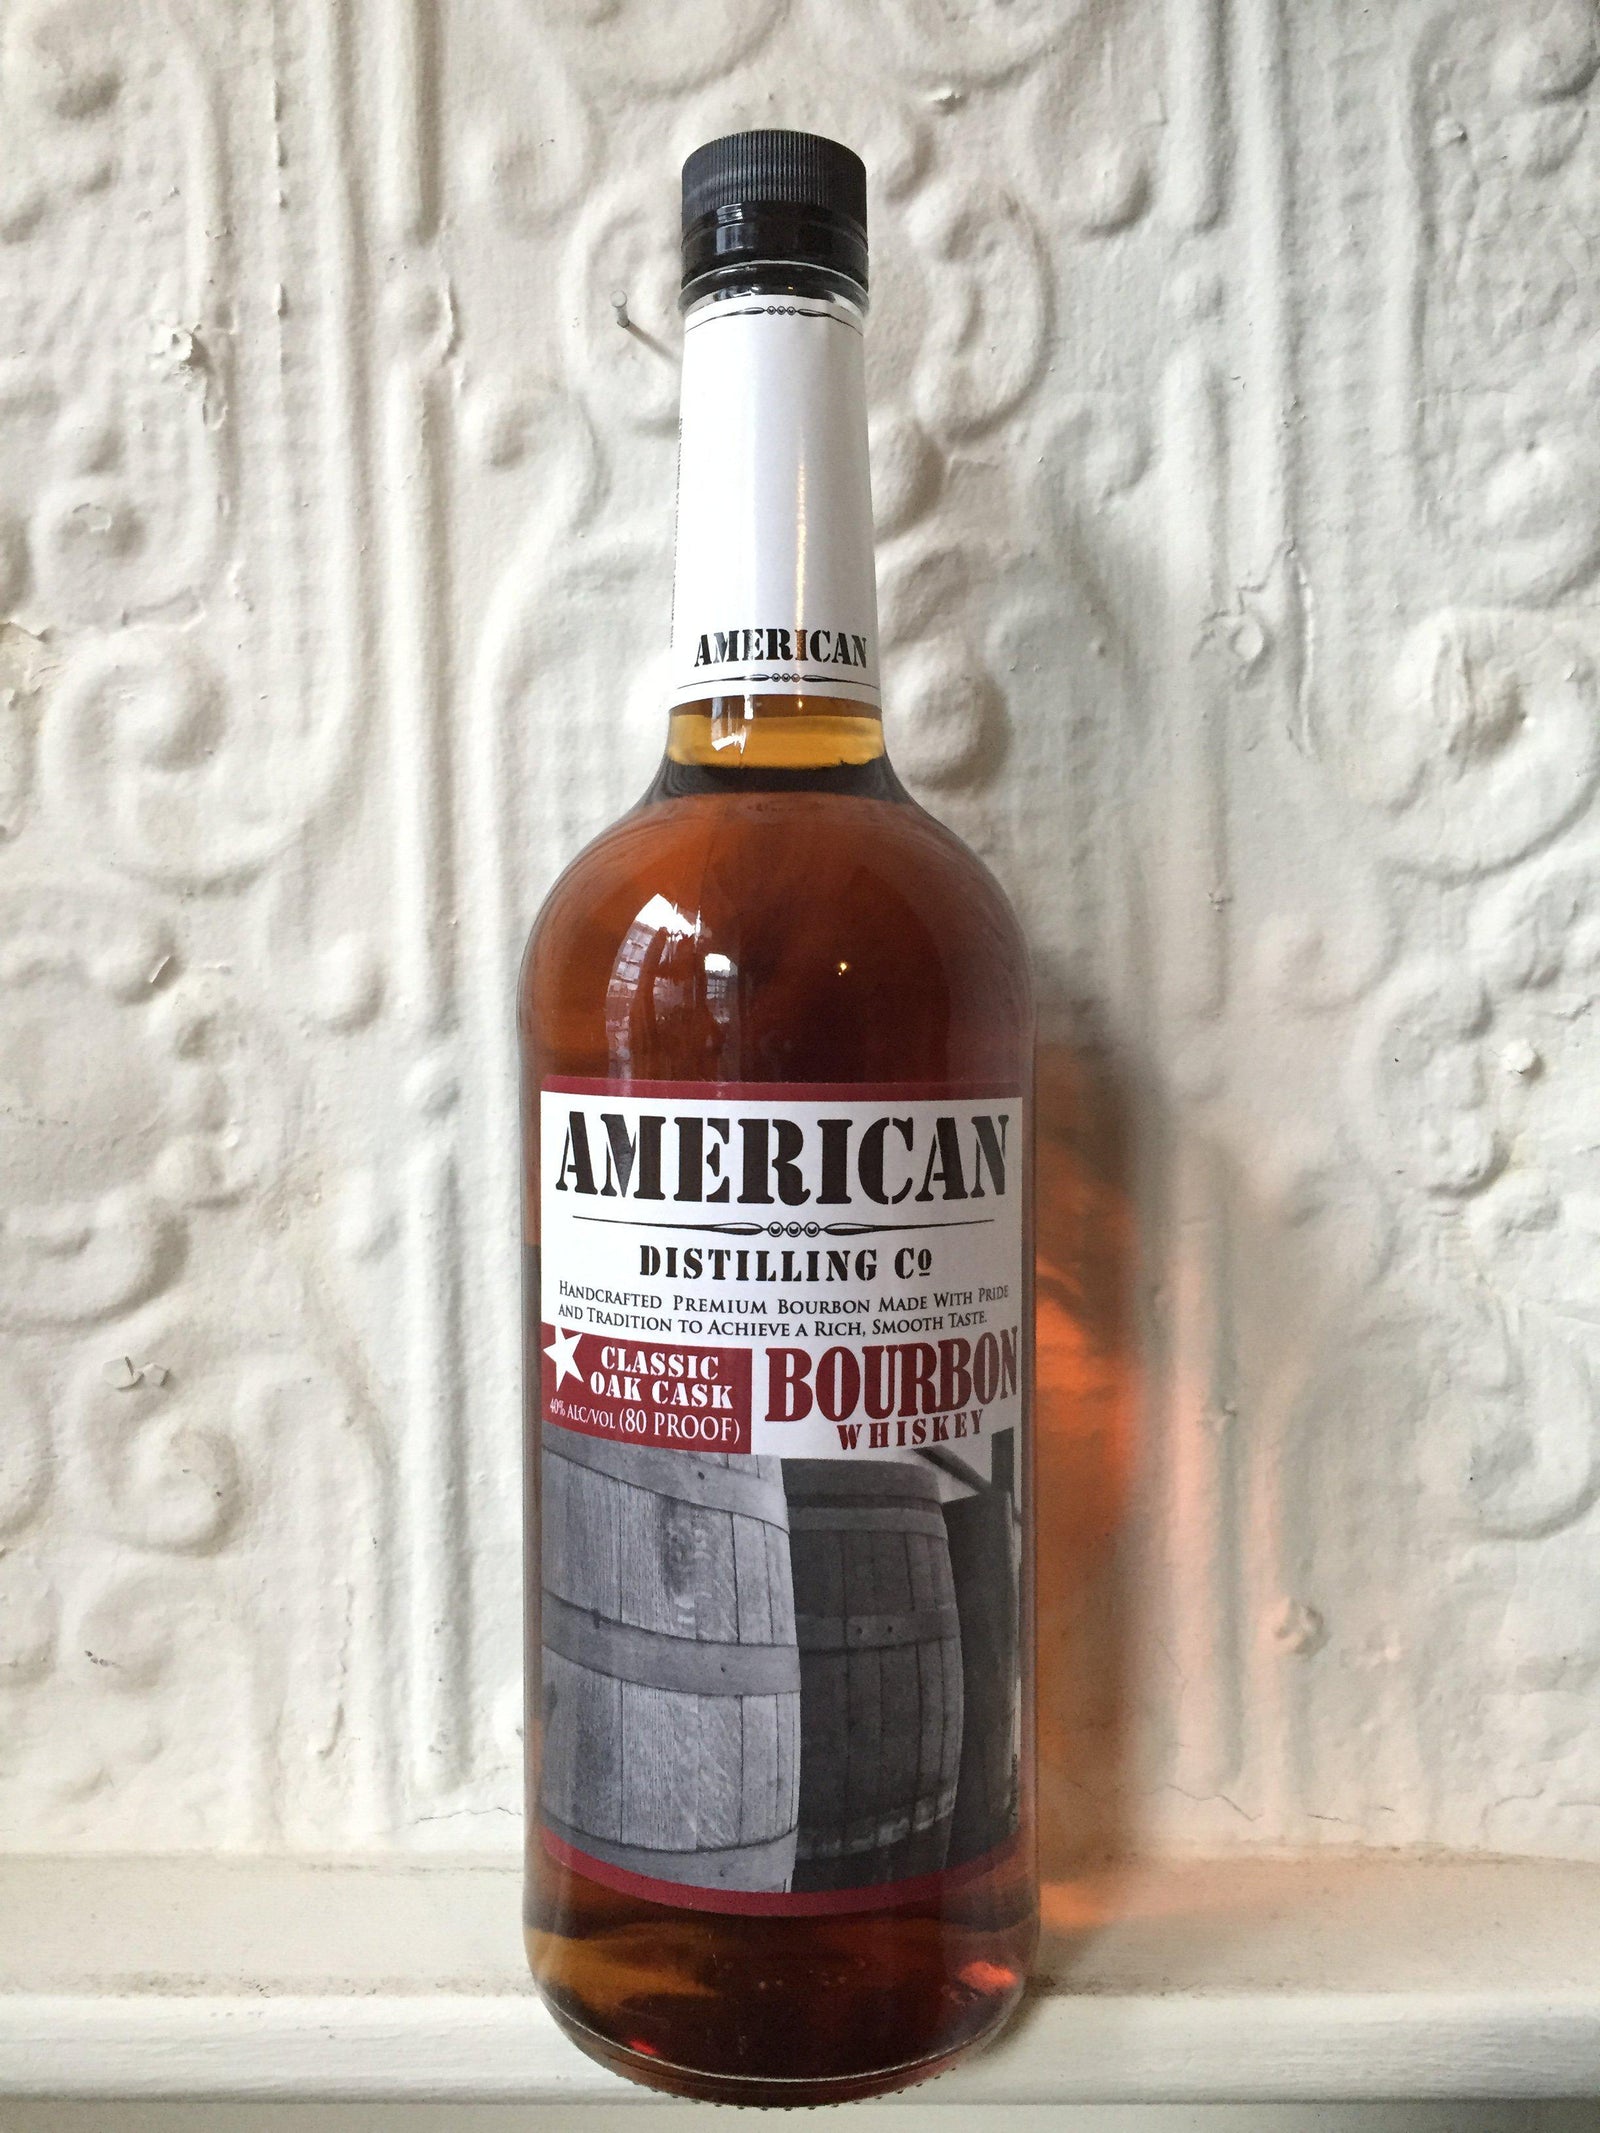 AMERICAN
AMERICAN
DISTILLING Cº
HANDCRAFTED PREMIUM BOURBON MADE WITH PRIDE
AND TRADITION TO ACHIEVE A RICH, SMOOTH TASTE.
CLASSIC
OAK CASK
40% ALC/VOL (80 PROOF)
BOURBON
WHISKEY